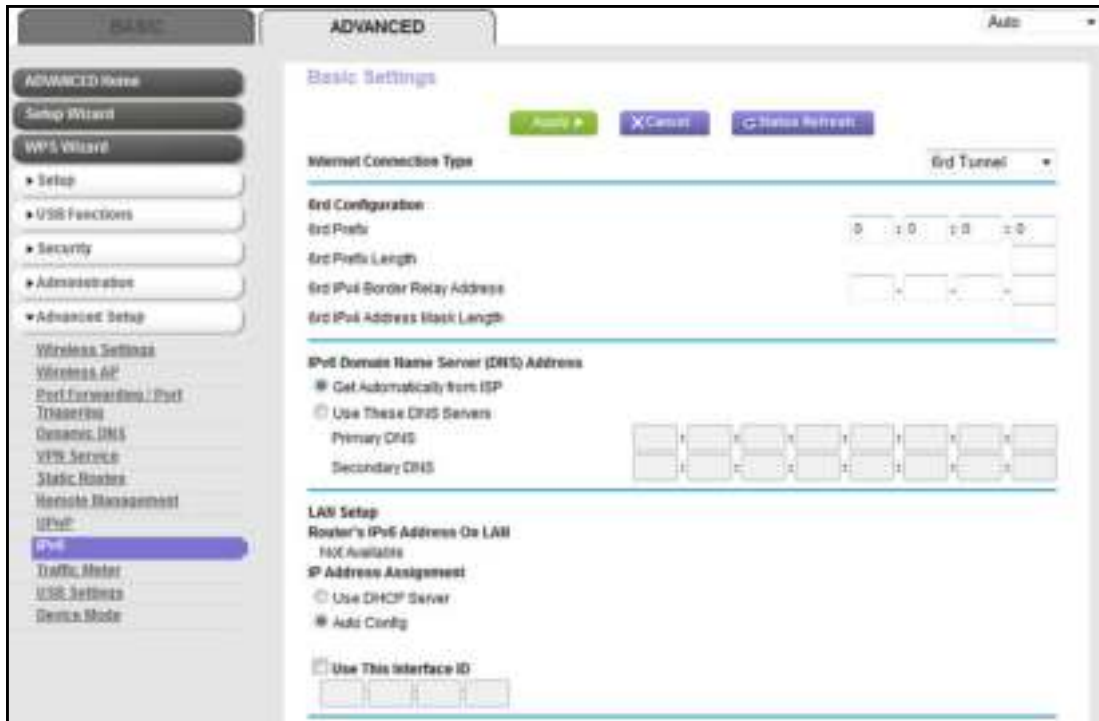 BASIC
ADVANCED
Auto
ADVANCED Home
Setup Wizard
WPS Wizard
Setup
USB Functions
Security
Administration
Advanced Setup
Wireless Settings
Wireless AP
Port Forwarding / Port
Triggering
Dynamic DNS
VPN Service
Static Routes
Remote Management
UPnP
IPv6
Traffic Meter
USB Settings
Device Mode
Basic Settings
Apply
X Cancel
Status Refresh
Internet Connection Type
6rd Tunnel
6rd Configuration
6rd Prefix
0 : 0 : 0 : 0
6rd Prefix Length
6rd IPv4 Border Relay Address
6rd IPv4 Address Mask Length
IPv6 Domain Name Server (DNS) Address
Get Automatically from ISP
Use These DNS Servers
Primary DNS
Secondary DNS
LAN Setup
Router's IPv6 Address On LAN
Not Available
IP Address Assignment
Use DHCP Server
Auto Config
Use This Interface ID